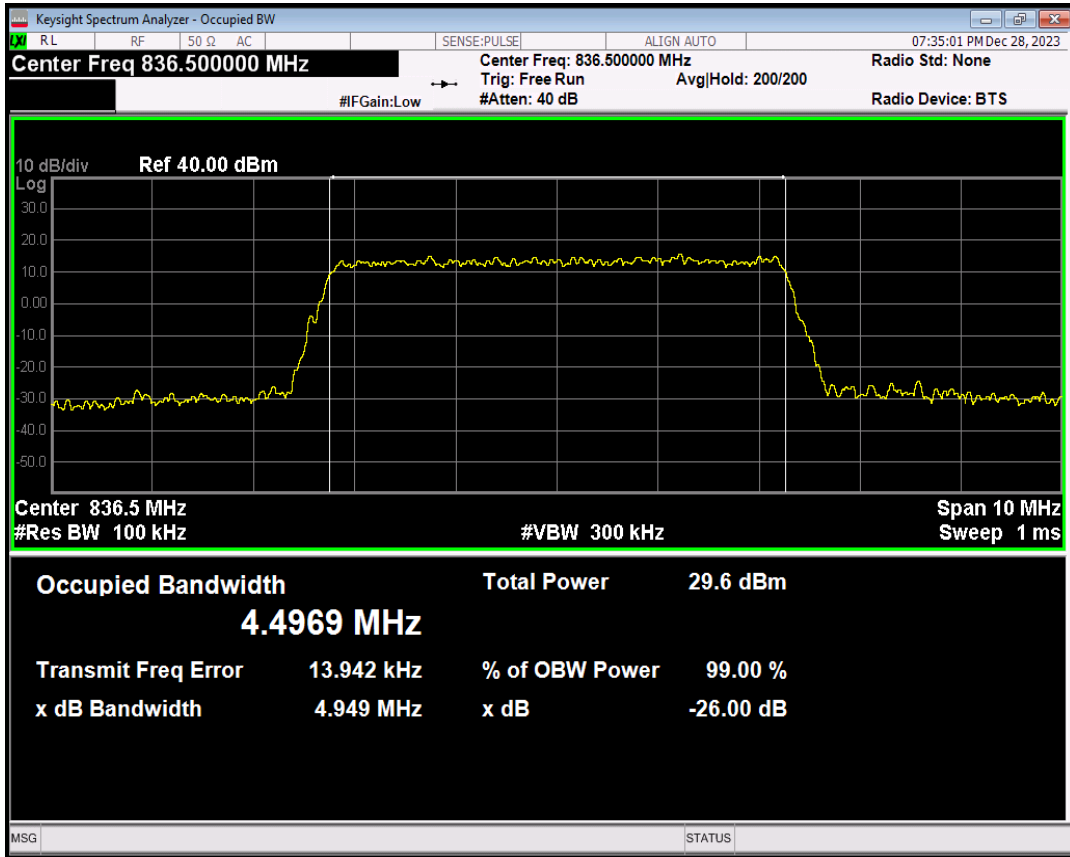 Keysight Spectrum Analyzer - Occupied BW
LXI RL RF 50 Ω AC SENSE:PULSE ALIGN AUTO 07:35:01 PM Dec 28, 2023
Center Freq 836.500000 MHz Center Freq: 836.500000 MHz Radio Std: None
Trig: Free Run Avg|Hold: 200/200
#IFGain:Low #Atten: 40 dB Radio Device: BTS
10 dB/div Ref 40.00 dBm
Log
30.0
20.0
10.0
0.00
-10.0
-20.0
-30.0
-40.0
-50.0
Center 836.5 MHz Span 10 MHz
#Res BW 100 kHz #VBW 300 kHz Sweep 1 ms
Occupied Bandwidth Total Power 29.6 dBm
4.4969 MHz
Transmit Freq Error 13.942 kHz % of OBW Power 99.00 %
x dB Bandwidth 4.949 MHz x dB -26.00 dB
MSG STATUS